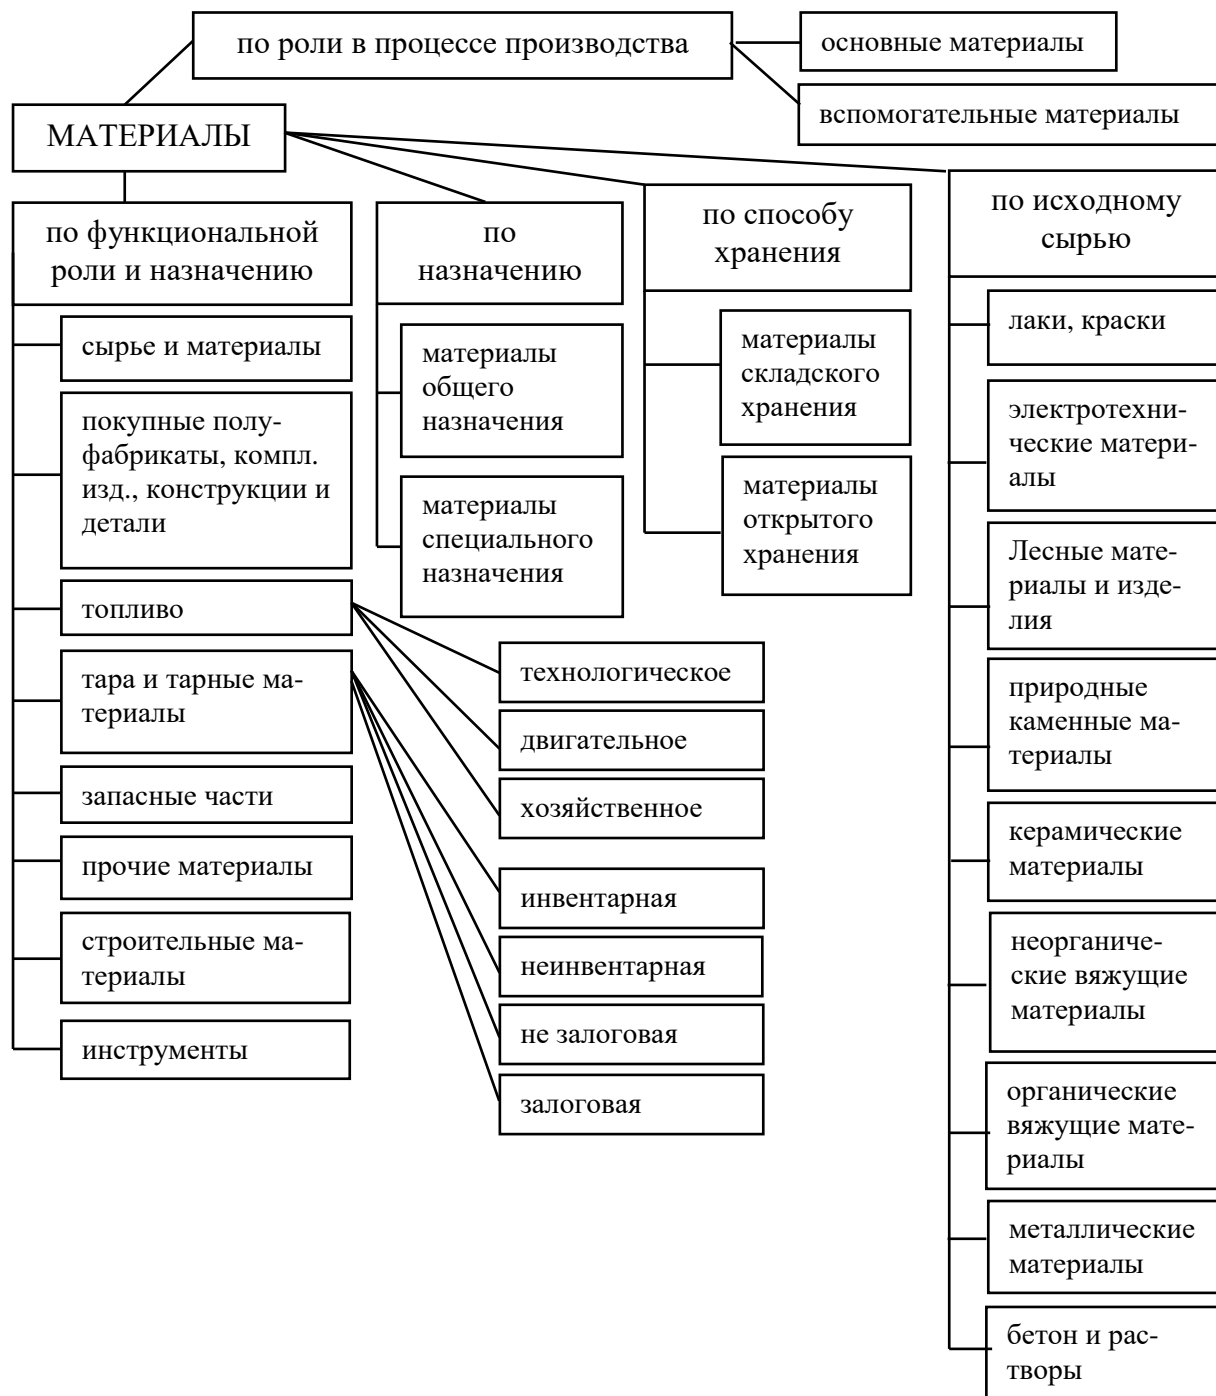 по роли в процессе производства
основные материалы
вспомогательные материалы
МАТЕРИАЛЫ
по функциональной
роли и назначению
сырье и материалы
покупные полу-
фабрикаты, компл.
изд., конструкции и
детали
топливо
тара и тарные ма-
териалы
запасные части
прочие материалы
строительные ма-
териалы
инструменты
по
назначению
материалы
общего
назначения
материалы
специального
назначения
технологическое
двигательное
хозяйственное
инвентарная
неинвентарная
не залоговая
залоговая
по способу
хранения
материалы
складского
хранения
материалы
открытого
хранения
по исходному
сырью
лаки, краски
электротехни-
ческие матери-
алы
Лесные мате-
риалы и изде-
лия
природные
каменные ма-
териалы
керамические
материалы
неорганиче-
ские вяжущие
материалы
органические
вяжущие мате-
риалы
металлические
материалы
бетон и рас-
творы